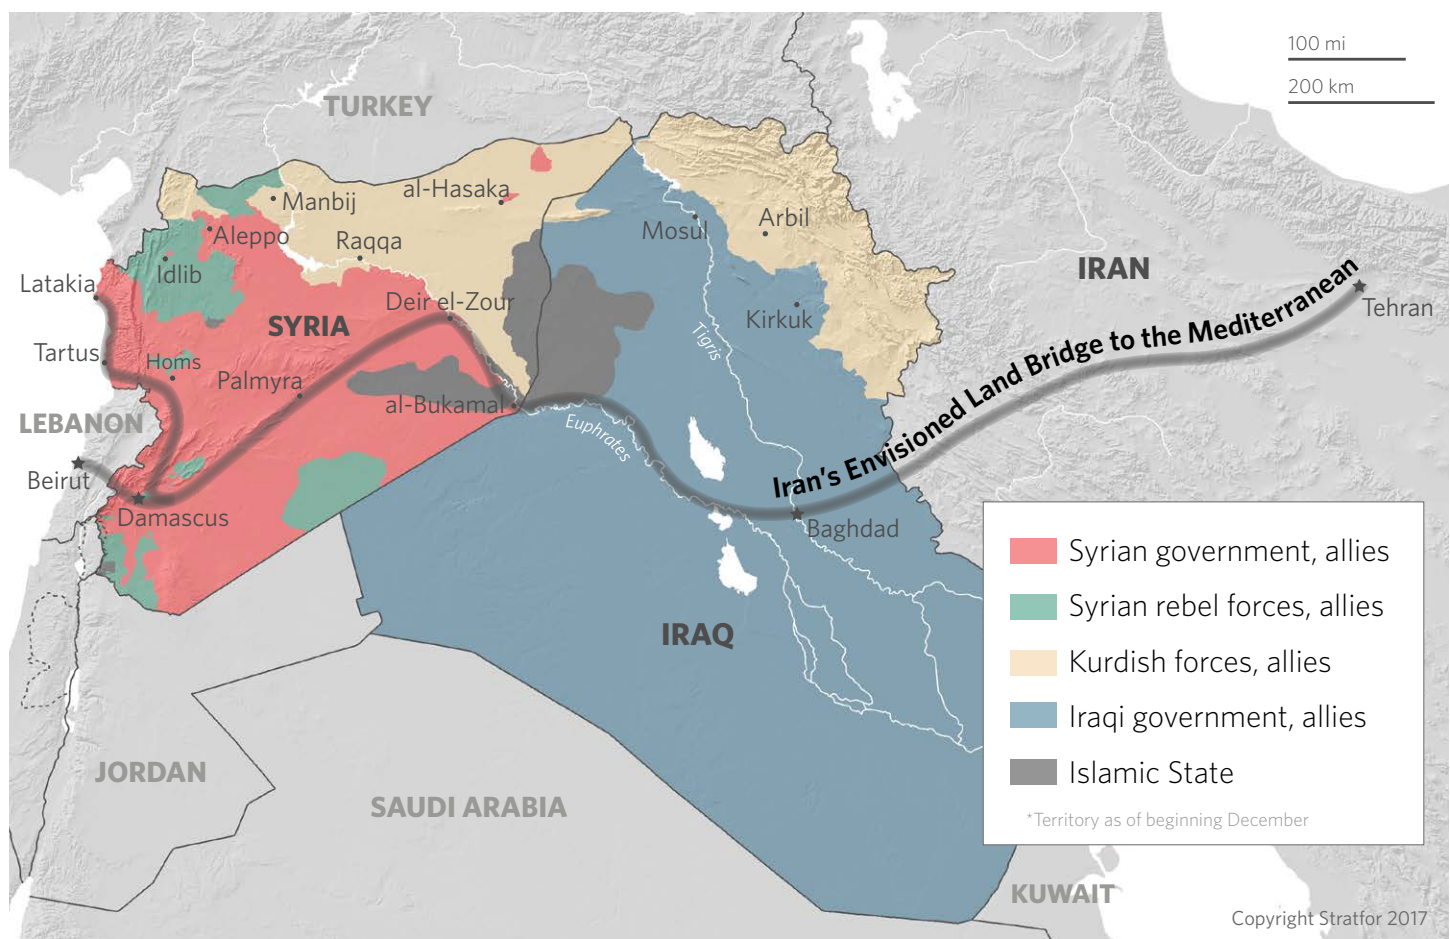 100 mi
200 km
TURKEY
Manbij
al-Hasaka
Aleppo
Raqqa
Mosul
Arbil
Idlib
IRAN
Latakia
Deir el-Zour
SYRIA
Kirkuk
Tehran
Tigris
Tartus
Homs
Palmyra
al-Bukamal
LEBANON
Euphrates
Iran's Envisioned Land Bridge to the Mediterranean
Beirut
Damascus
Baghdad
IRAQ
JORDAN
SAUDI ARABIA
KUWAIT
Syrian government, allies
Syrian rebel forces, allies
Kurdish forces, allies
Iraqi government, allies
Islamic State
*Territory as of beginning December
Copyright Stratfor 2017